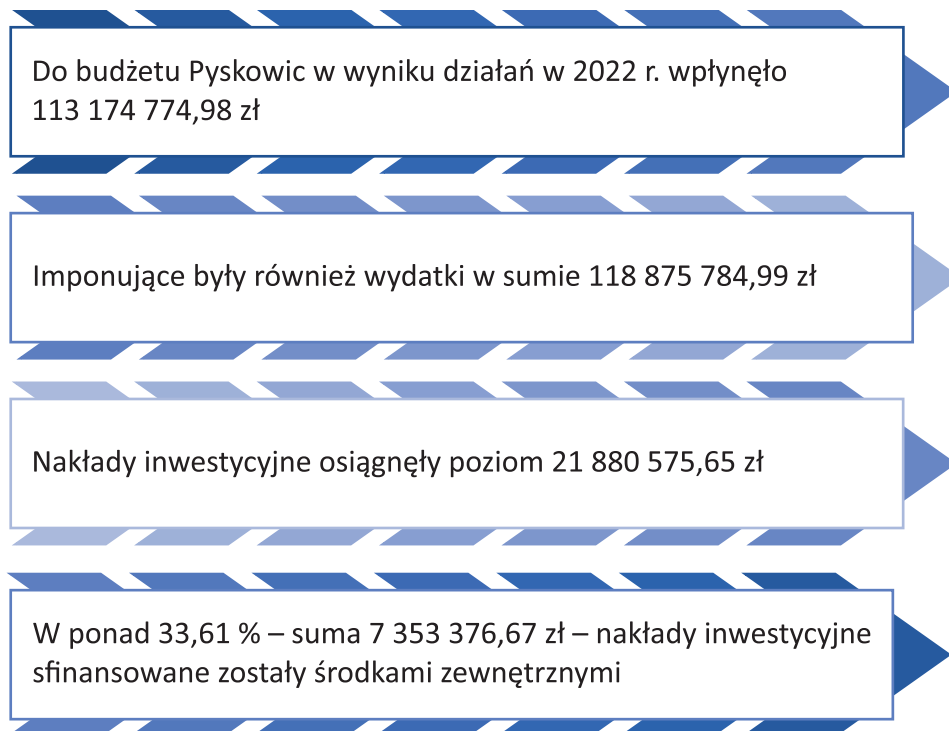 Do budżetu Pyskowic w wyniku działań w 2022 r. wpłynęło
113 174 774,98 zł
Imponujące były również wydatki w sumie 118 875 784,99 zł
Nakłady inwestycyjne osiągnęły poziom 21 880 575,65 zł
W ponad 33,61 % – suma 7 353 376,67 zł – nakłady inwestycyjne
sfinansowane zostały środkami zewnętrznymi